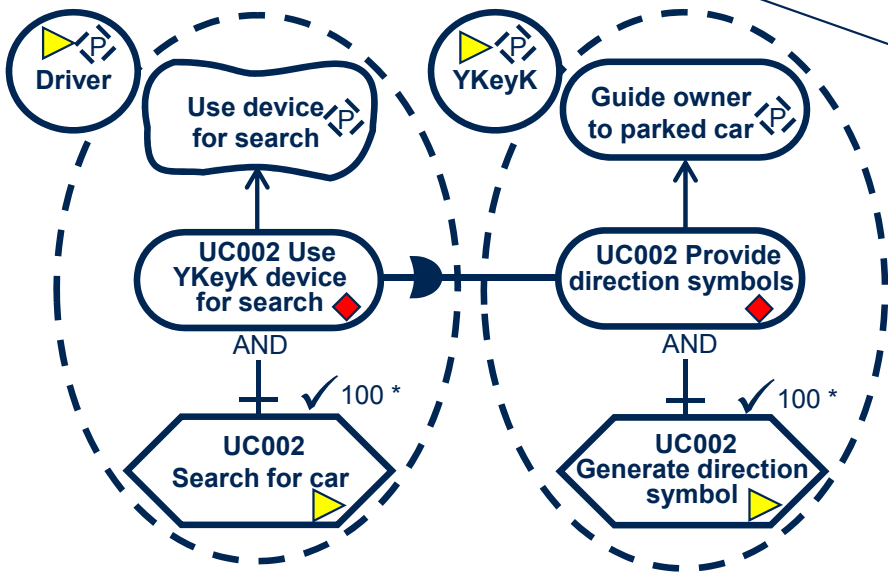 P
Driver
Use device
for search
P
UC002 Use
YKeyK device
for search
AND
100 *
UC002
Search for car
P
YKeyK
Guide owner
to parked car
P
UC002 Provide
direction symbols
AND
100 *
UC002
Generate direction
symbol